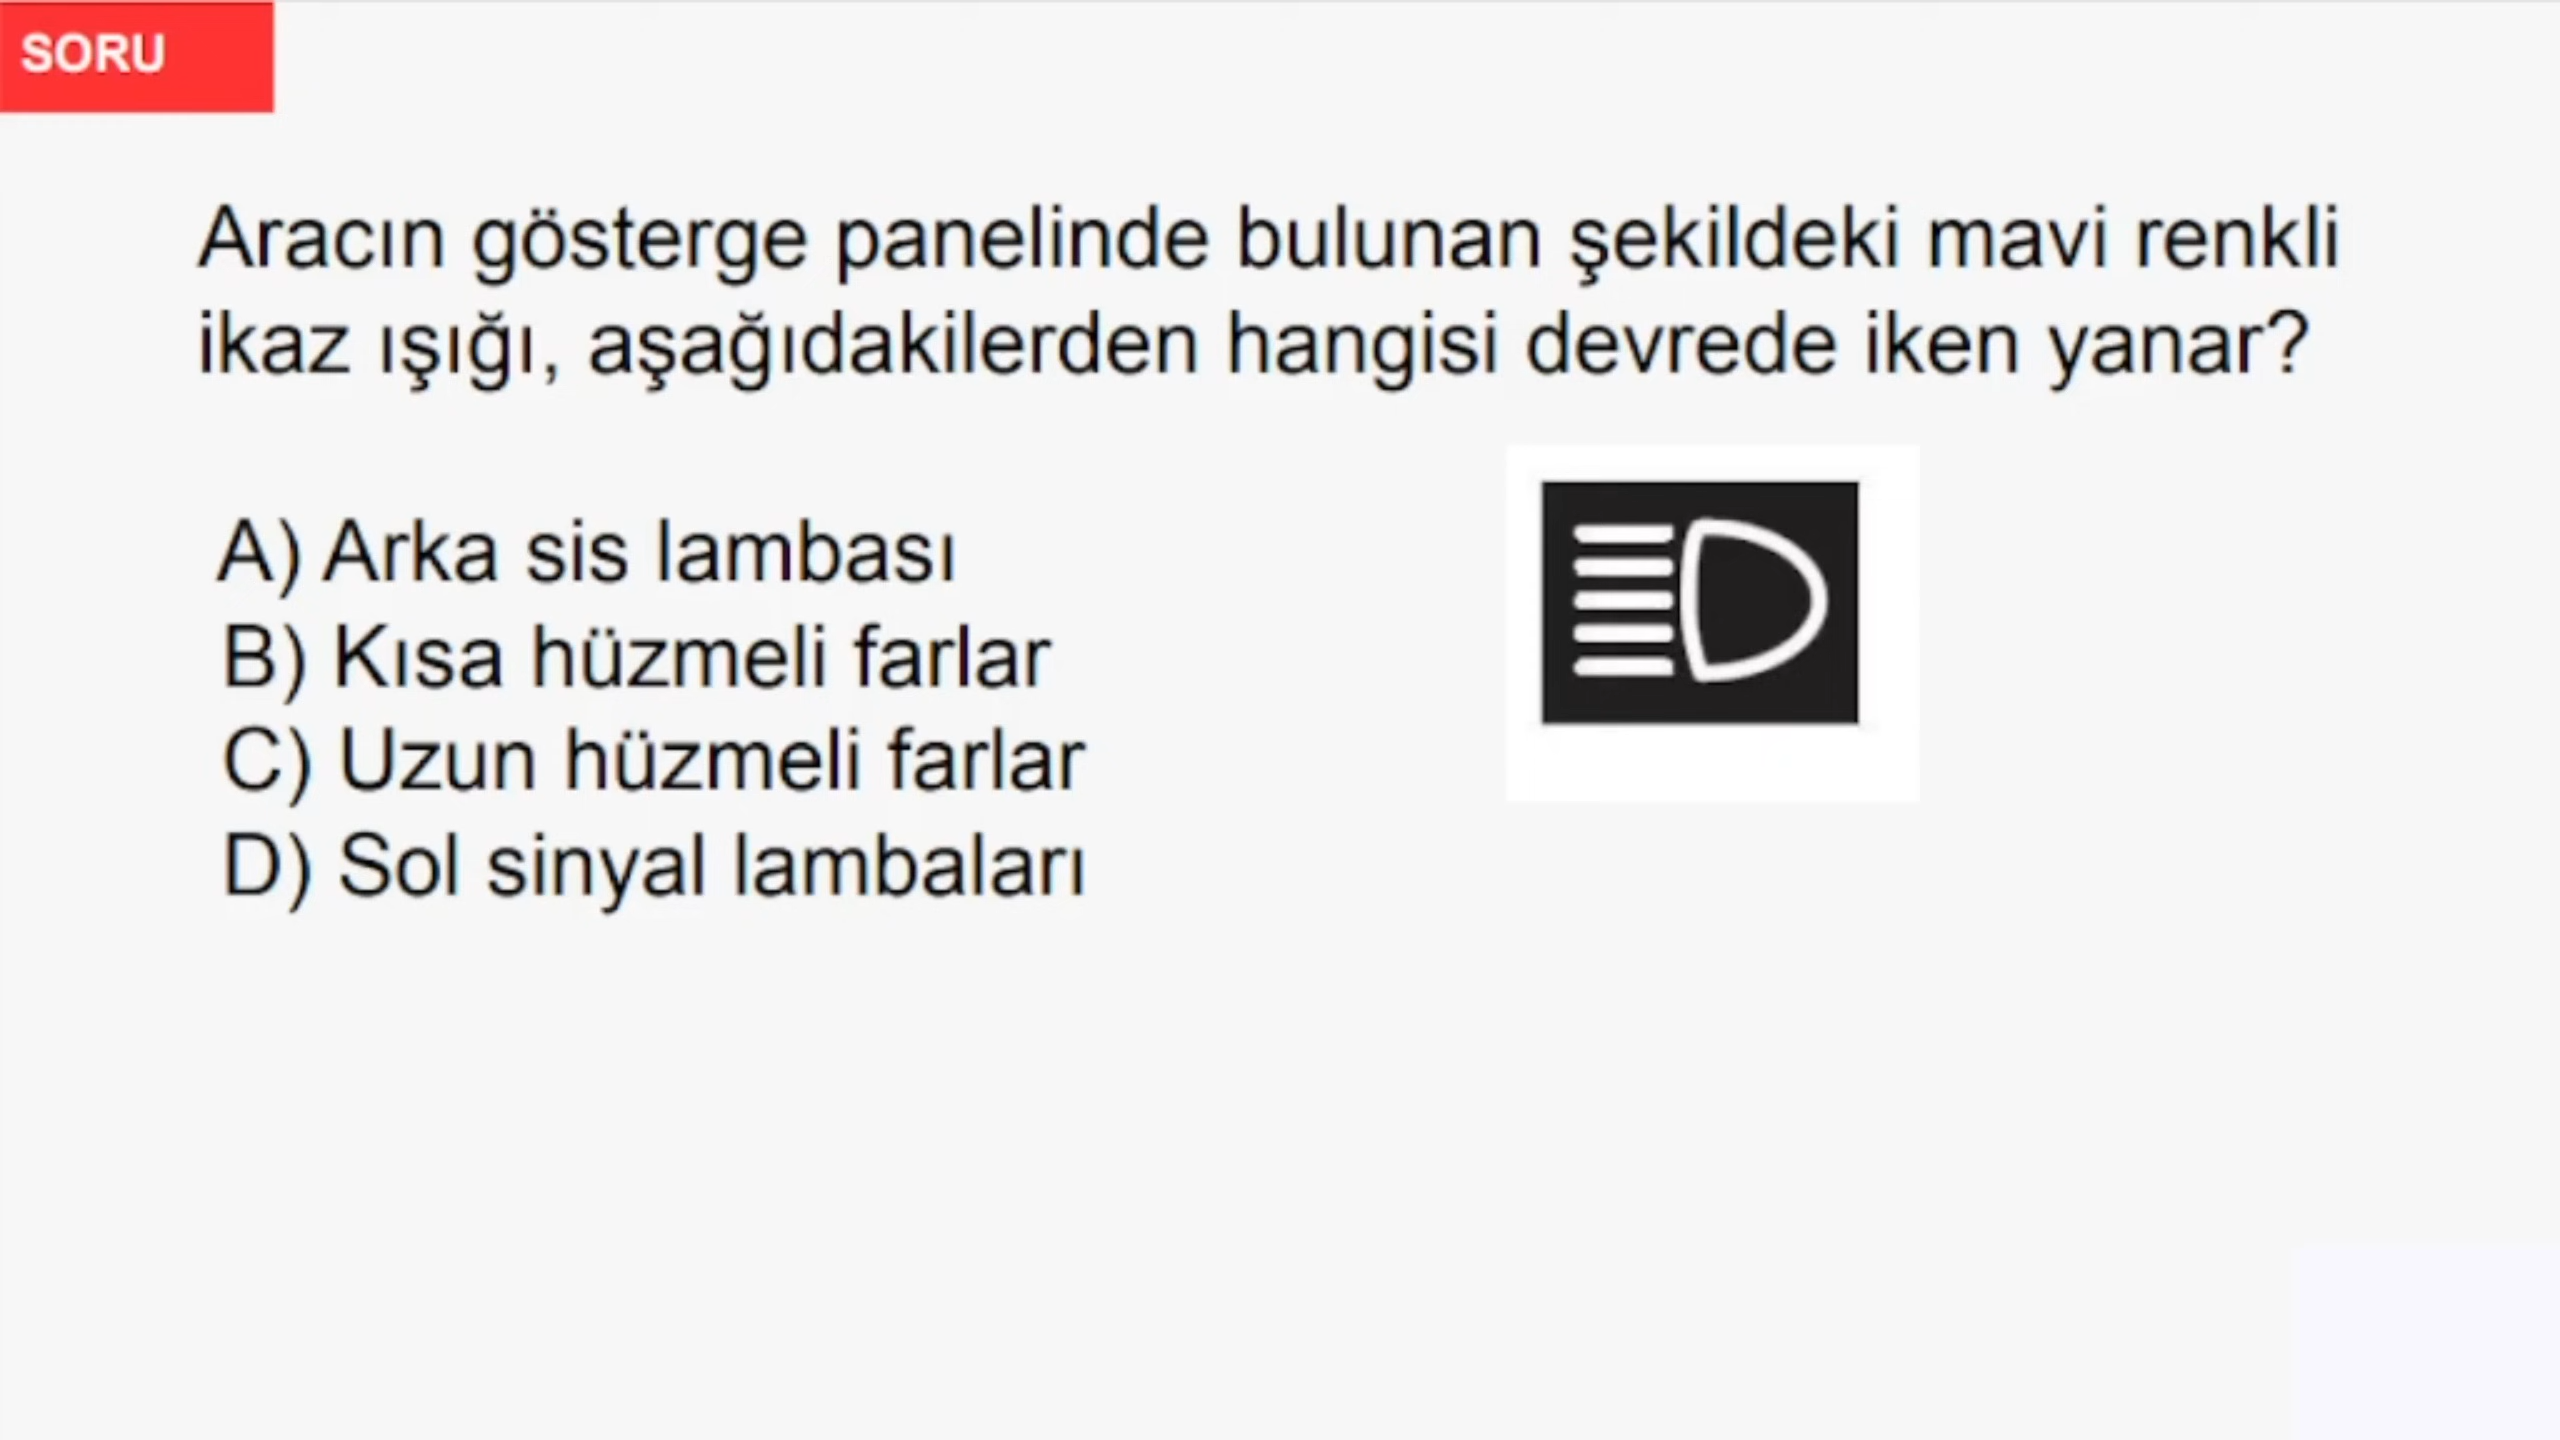 SORU
Aracın gösterge panelinde bulunan şekildeki mavi renkli
ikaz ışığı, aşağıdakilerden hangisi devrede iken yanar?
A) Arka sis lambası
B) Kısa hüzmeli farlar
C) Uzun hüzmeli farlar
D) Sol sinyal lambaları